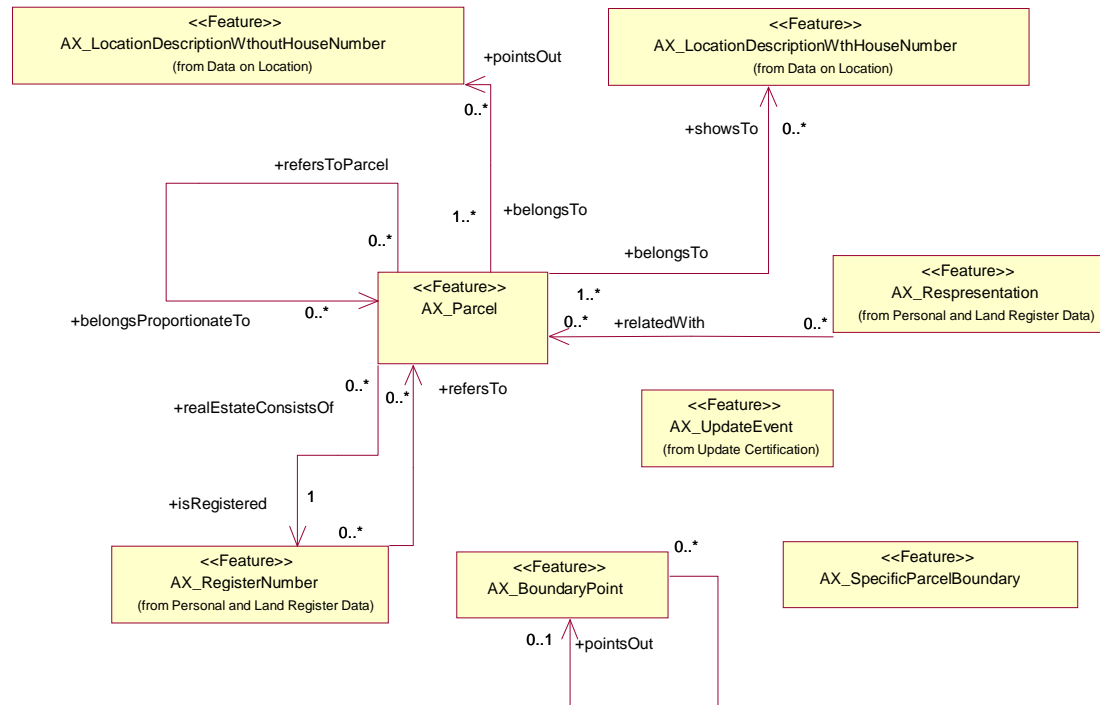 <<Feature>>
AX_LocationDescriptionWthoutHouseNumber
(from Data on Location)
<<Feature>>
AX_LocationDescriptionWthHouseNumber
(from Data on Location)
+pointsOut
0..*
+showsTo
0..*
+refersToParcel
0..*
1..*
+belongsTo
+belongsTo
1..*
<<Feature>>
AX_Parcel
<<Feature>>
AX_Respresentation
(from Personal and Land Register Data)
+belongsProportionateTo
0..*
0..*
+relatedWith
0..*
0..*
+realEstateConsistsOf
0..*
+refersTo
<<Feature>>
AX_UpdateEvent
(from Update Certification)
+isRegistered
1
0..*
<<Feature>>
AX_RegisterNumber
(from Personal and Land Register Data)
<<Feature>>
AX_BoundaryPoint
0..*
<<Feature>>
AX_SpecificParcelBoundary
0..1
+pointsOut